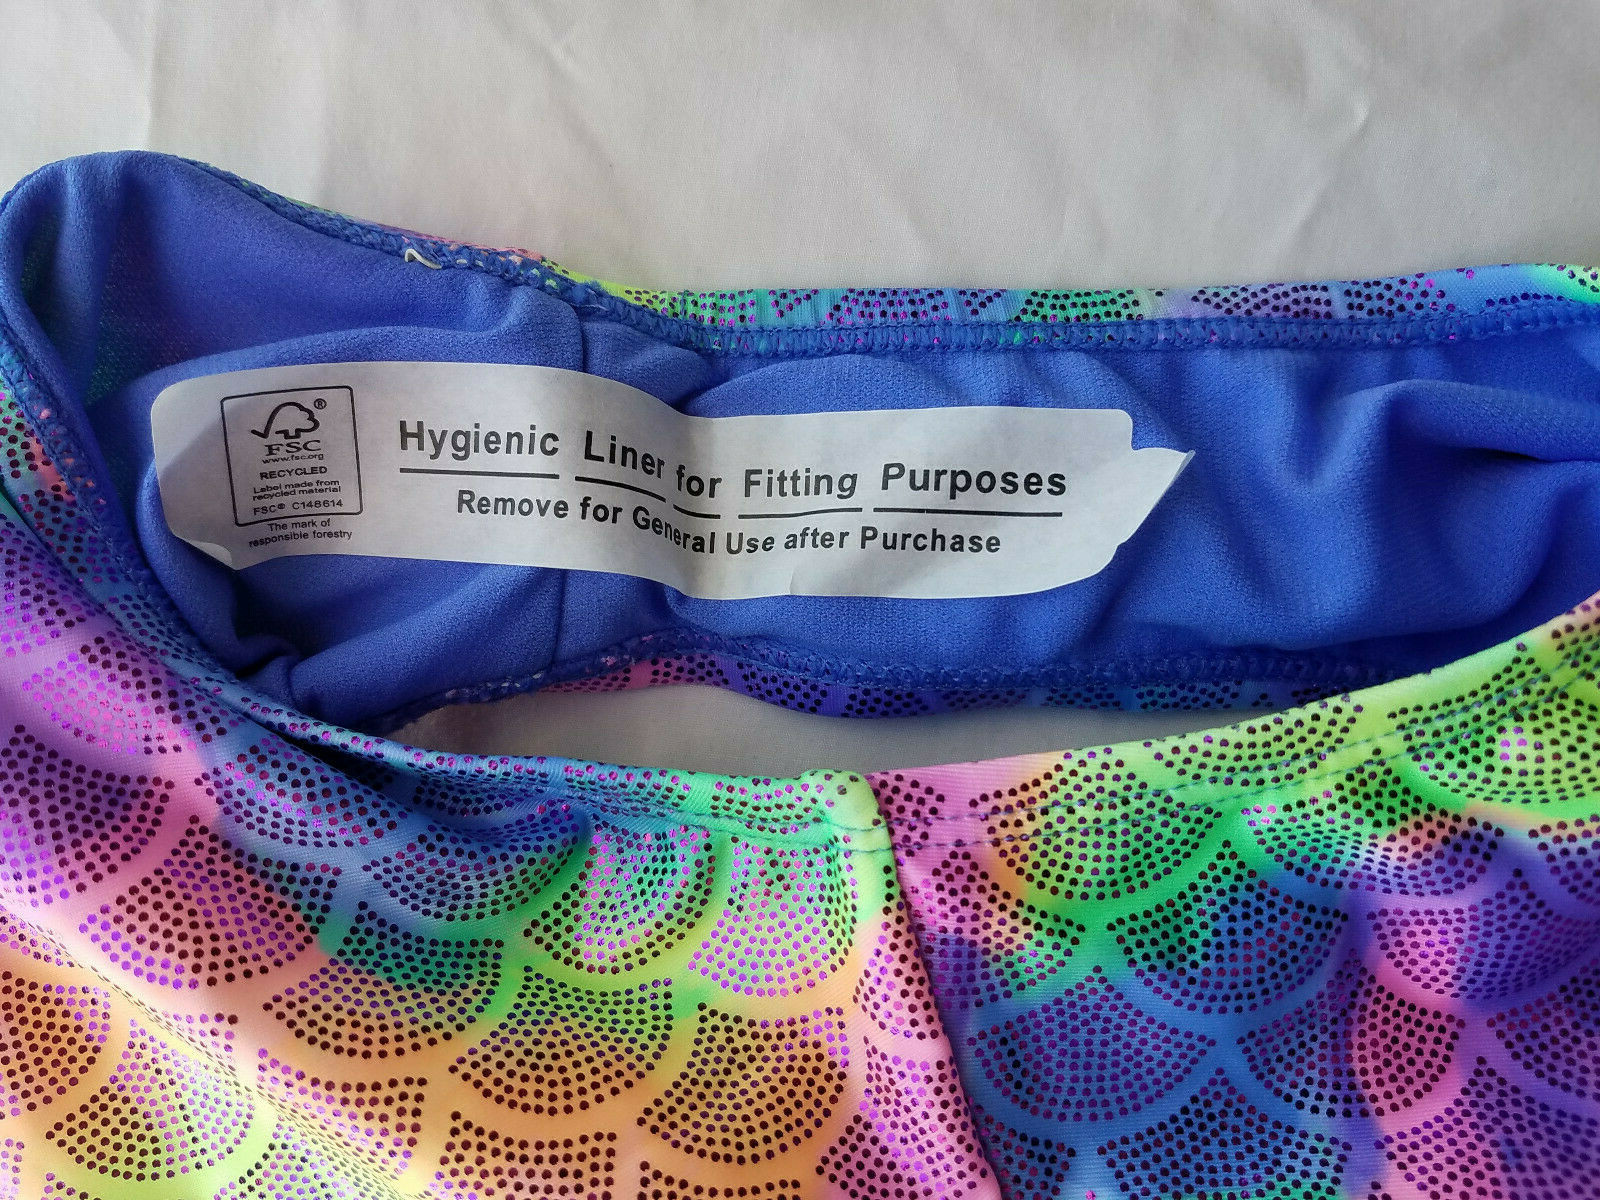 ®
FSC
www.fsc.org
RECYCLED
Label made from
recycled material
FSC® C148614
The mark of
responsible forestry
Hygienic Liner for Fitting Purposes
Remove for General Use after Purchase